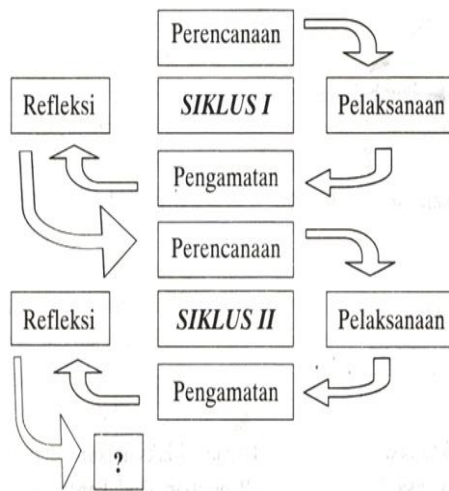 Perencanaan
Refleksi
SIKLUS I
Pelaksanaan
Pengamatan
Perencanaan
Refleksi
SIKLUS II
Pelaksanaan
Pengamatan
?